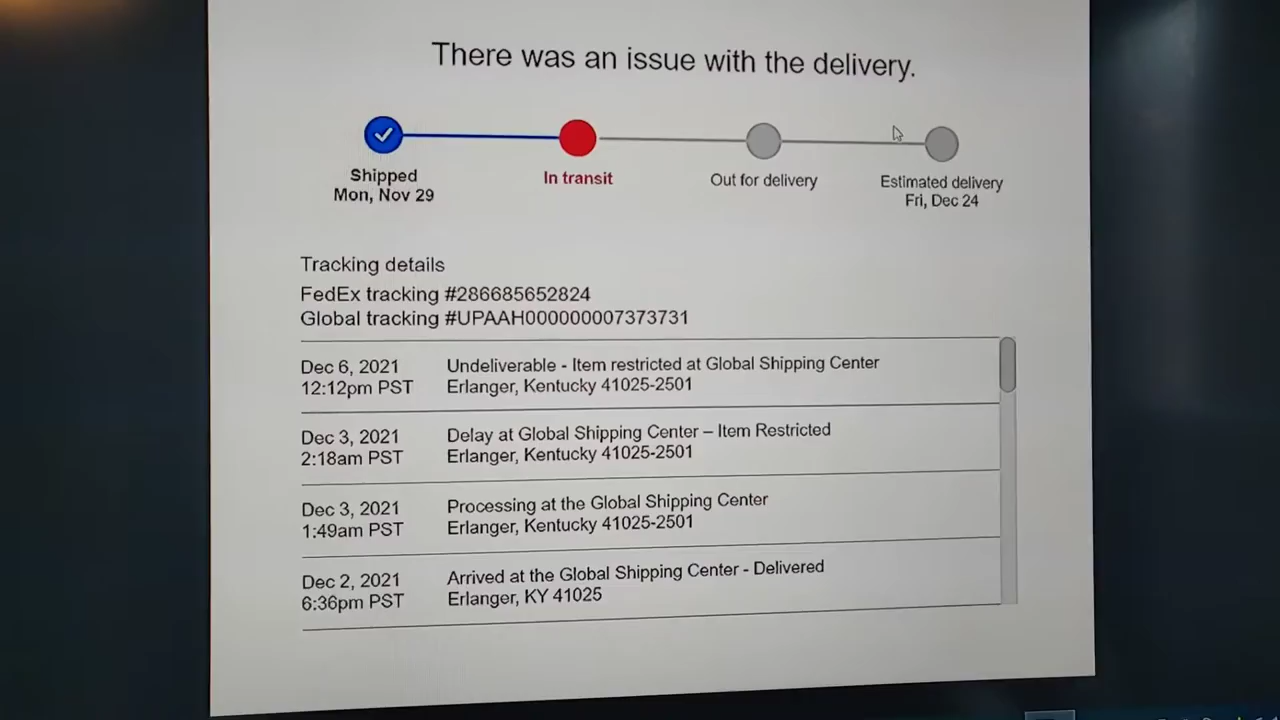 There was an issue with the delivery.
Shipped
Mon, Nov 29
In transit
Out for delivery
Estimated delivery
Fri, Dec 24
Tracking details
FedEx tracking #286685652824
Global tracking #UPAAH000000007373731
Dec 6, 2021
12:12pm PST
Undeliverable - Item restricted at Global Shipping Center
Erlanger, Kentucky 41025-2501
Dec 3, 2021
2:18am PST
Delay at Global Shipping Center – Item Restricted
Erlanger, Kentucky 41025-2501
Dec 3, 2021
1:49am PST
Processing at the Global Shipping Center
Erlanger, Kentucky 41025-2501
Dec 2, 2021
6:36pm PST
Arrived at the Global Shipping Center - Delivered
Erlanger, KY 41025